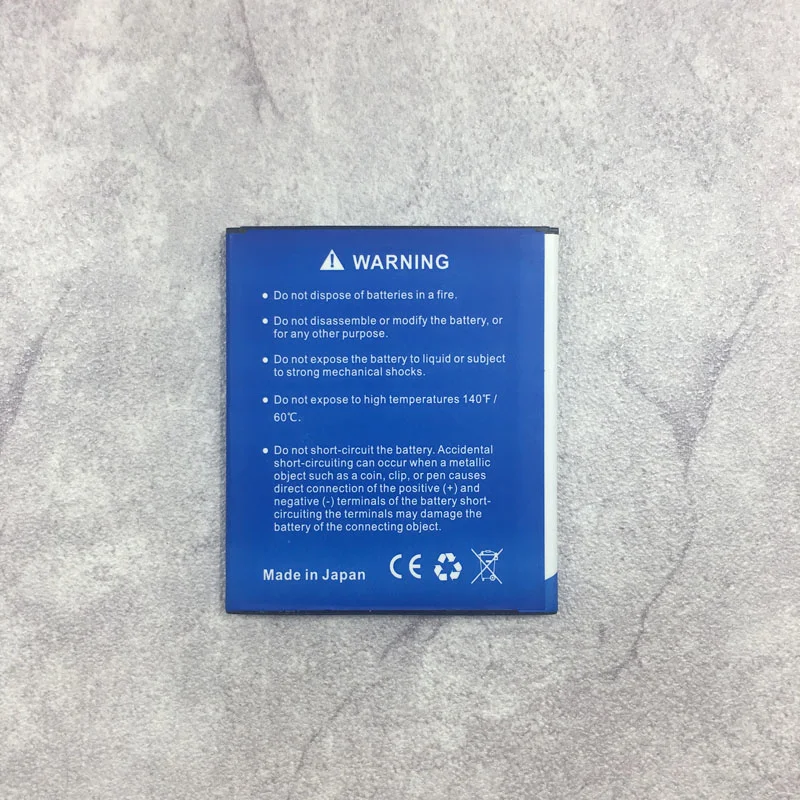 WARNING
● Do not dispose of batteries in a fire.
● Do not disassemble or modify the battery, or
for any other purpose.
● Do not expose the battery to liquid or subject
to strong mechanical shocks.
● Do not expose to high temperatures 140℉ /
60℃.
● Do not short-circuit the battery. Accidental
short-circuiting can occur when a metallic
object such as a coin, clip, or pen causes
direct connection of the positive (+) and
negative (-) terminals of the battery short-
circuiting the terminals may damage the
battery of the connecting object.
Made in Japan CE